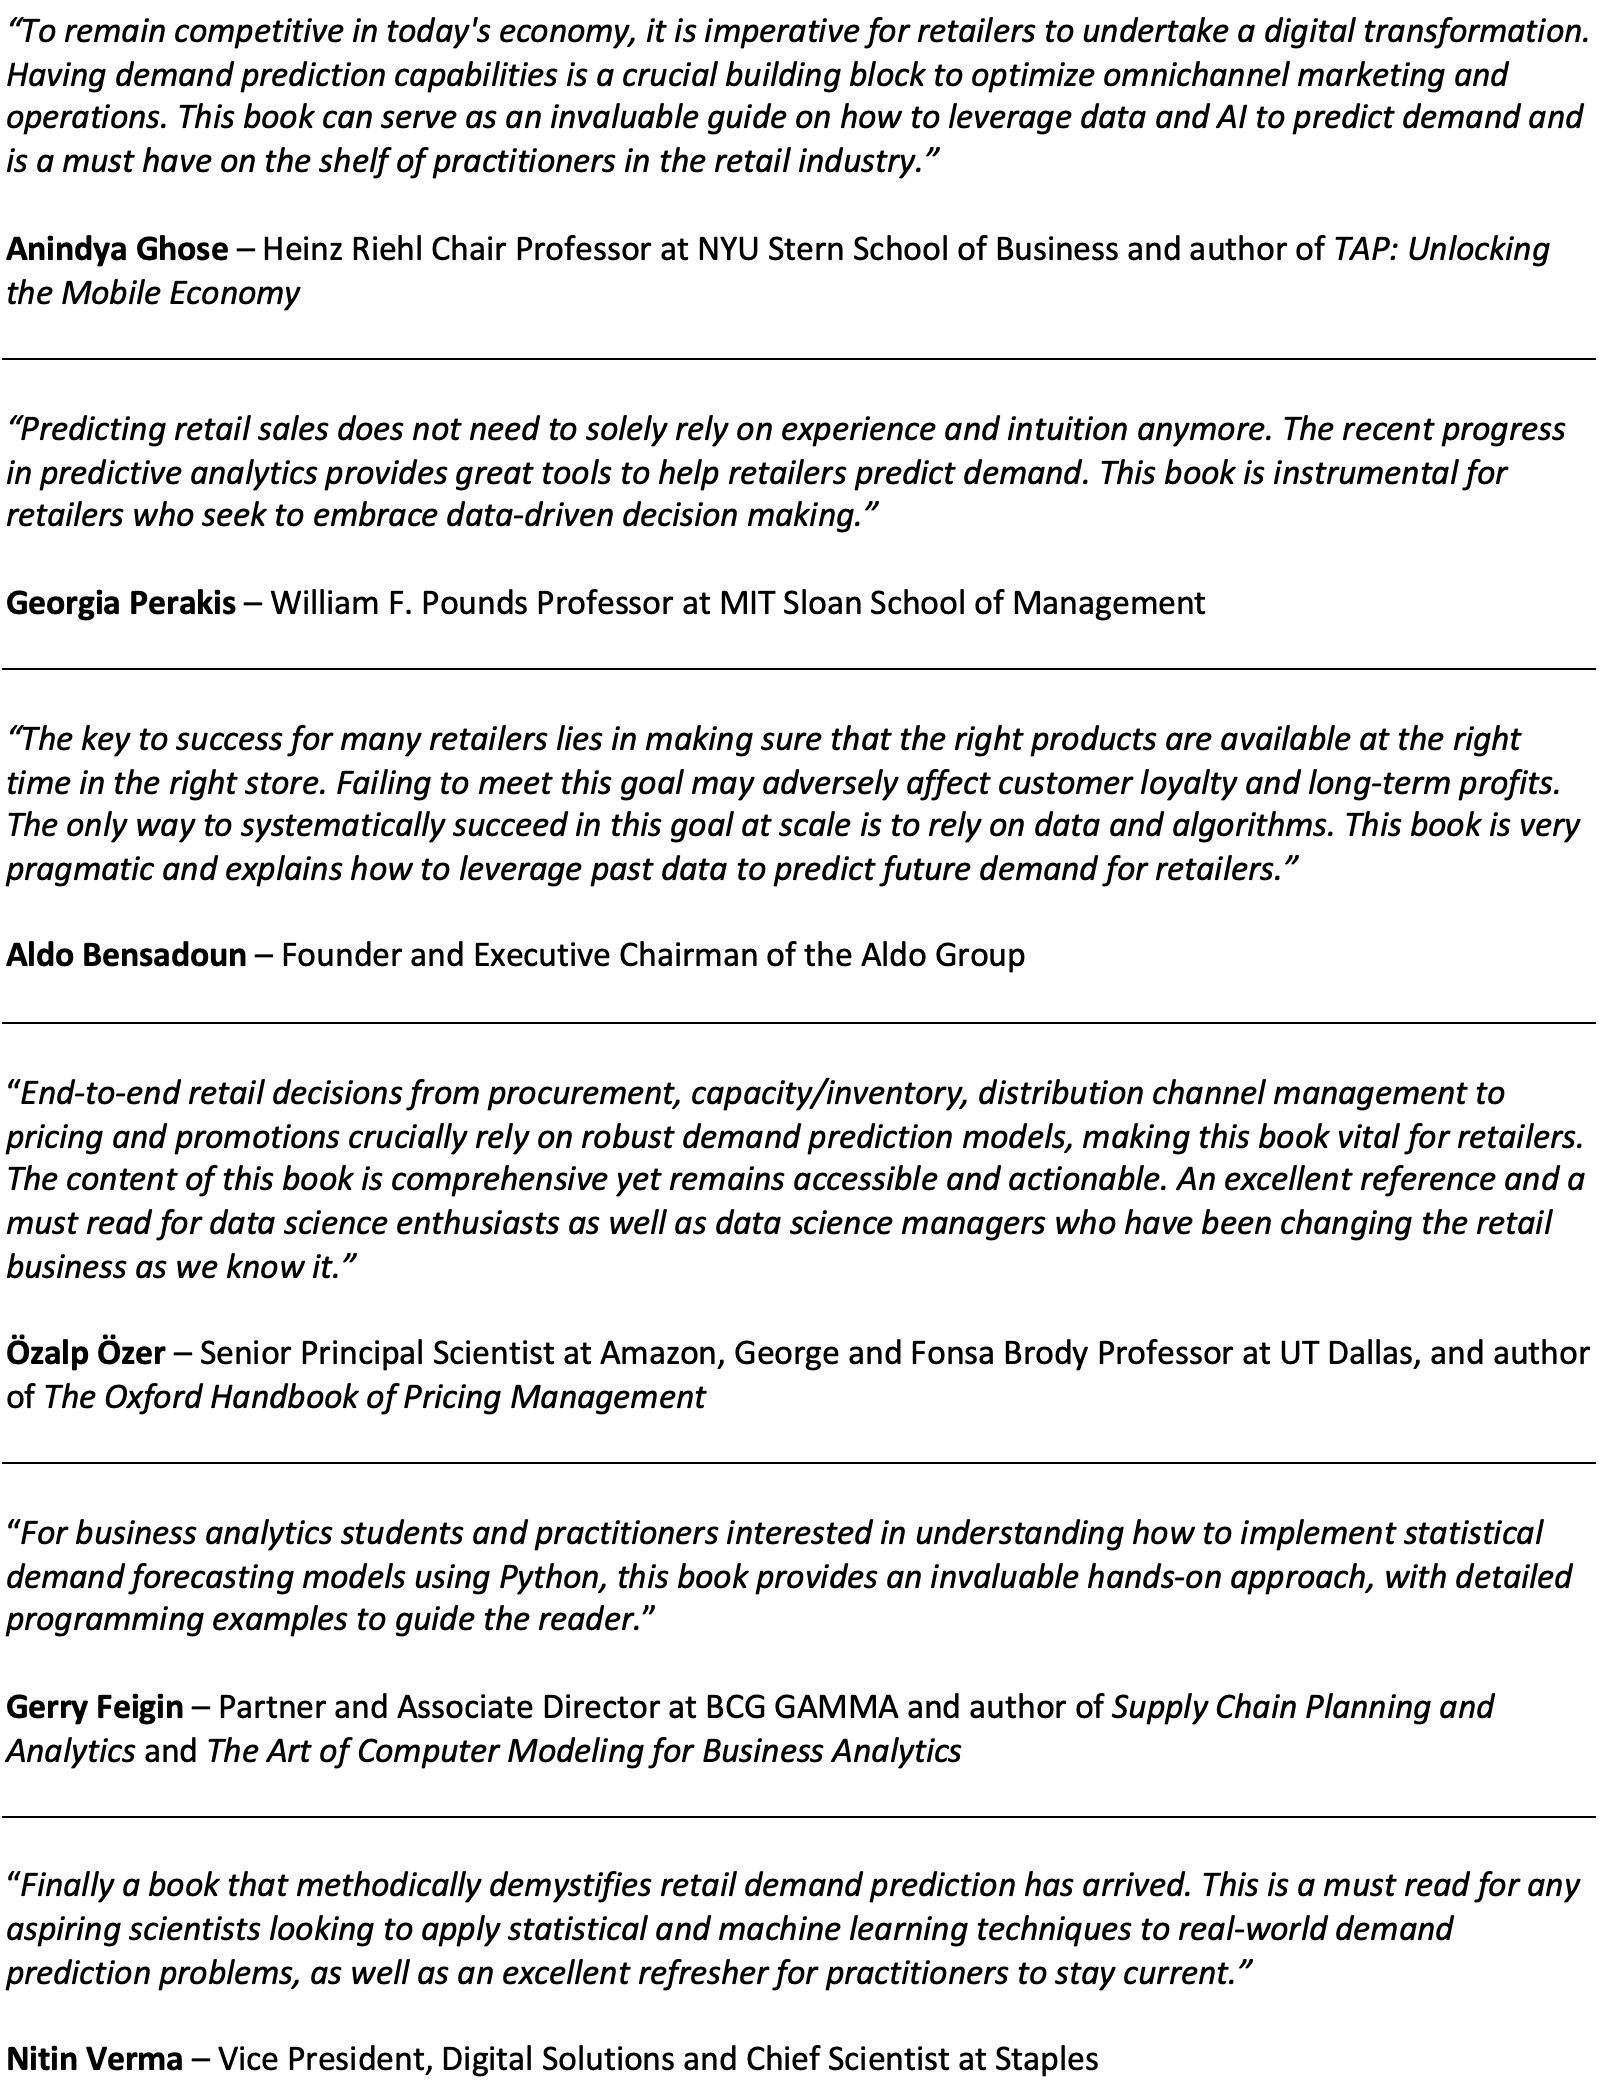 “To remain competitive in today's economy, it is imperative for retailers to undertake a digital transformation.
Having demand prediction capabilities is a crucial building block to optimize omnichannel marketing and
operations. This book can serve as an invaluable guide on how to leverage data and AI to predict demand and
is a must have on the shelf of practitioners in the retail industry.”
Anindya Ghose – Heinz Riehl Chair Professor at NYU Stern School of Business and author of TAP: Unlocking
the Mobile Economy
“Predicting retail sales does not need to solely rely on experience and intuition anymore. The recent progress
in predictive analytics provides great tools to help retailers predict demand. This book is instrumental for
retailers who seek to embrace data-driven decision making.”
Georgia Perakis – William F. Pounds Professor at MIT Sloan School of Management
“The key to success for many retailers lies in making sure that the right products are available at the right
time in the right store. Failing to meet this goal may adversely affect customer loyalty and long-term profits.
The only way to systematically succeed in this goal at scale is to rely on data and algorithms. This book is very
pragmatic and explains how to leverage past data to predict future demand for retailers.”
Aldo Bensadoun – Founder and Executive Chairman of the Aldo Group
“End-to-end retail decisions from procurement, capacity/inventory, distribution channel management to
pricing and promotions crucially rely on robust demand prediction models, making this book vital for retailers.
The content of this book is comprehensive yet remains accessible and actionable. An excellent reference and a
must read for data science enthusiasts as well as data science managers who have been changing the retail
business as we know it.”
Özalp Özer – Senior Principal Scientist at Amazon, George and Fonsa Brody Professor at UT Dallas, and author
of The Oxford Handbook of Pricing Management
“For business analytics students and practitioners interested in understanding how to implement statistical
demand forecasting models using Python, this book provides an invaluable hands-on approach, with detailed
programming examples to guide the reader.”
Gerry Feigin – Partner and Associate Director at BCG GAMMA and author of Supply Chain Planning and
Analytics and The Art of Computer Modeling for Business Analytics
“Finally a book that methodically demystifies retail demand prediction has arrived. This is a must read for any
aspiring scientists looking to apply statistical and machine learning techniques to real-world demand
prediction problems, as well as an excellent refresher for practitioners to stay current.”
Nitin Verma – Vice President, Digital Solutions and Chief Scientist at Staples